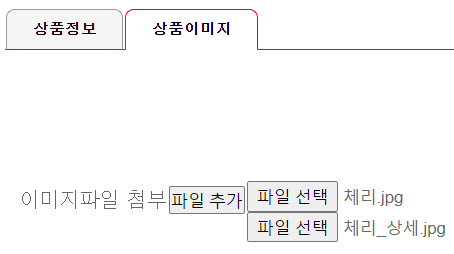 상품정보 상품이미지
이미지파일 첨부 파일 추가 파일 선택 체리.jpg
파일 선택 체리_상세.jpg